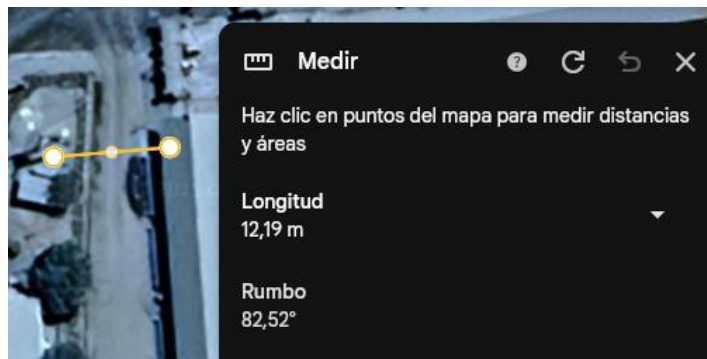 Medir
Haz clic en puntos del mapa para medir distancias
y áreas
Longitud
12,19 m
Rumbo
82,52°